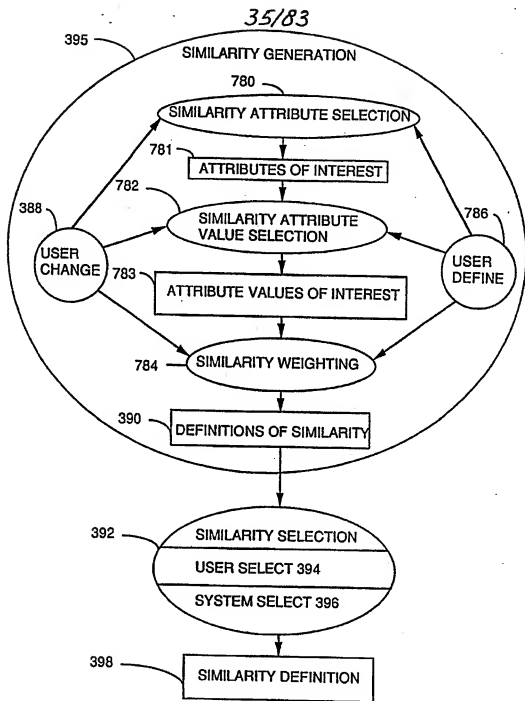 35/83
395
SIMILARITY GENERATION
780
SIMILARITY ATTRIBUTE SELECTION
781
ATTRIBUTES OF INTEREST
782
388
SIMILARITY ATTRIBUTE
VALUE SELECTION
786
USER
CHANGE
USER
DEFINE
783
ATTRIBUTE VALUES OF INTEREST
784
SIMILARITY WEIGHTING
390
DEFINITIONS OF SIMILARITY
392
SIMILARITY SELECTION
USER SELECT 394
SYSTEM SELECT 396
398
SIMILARITY DEFINITION